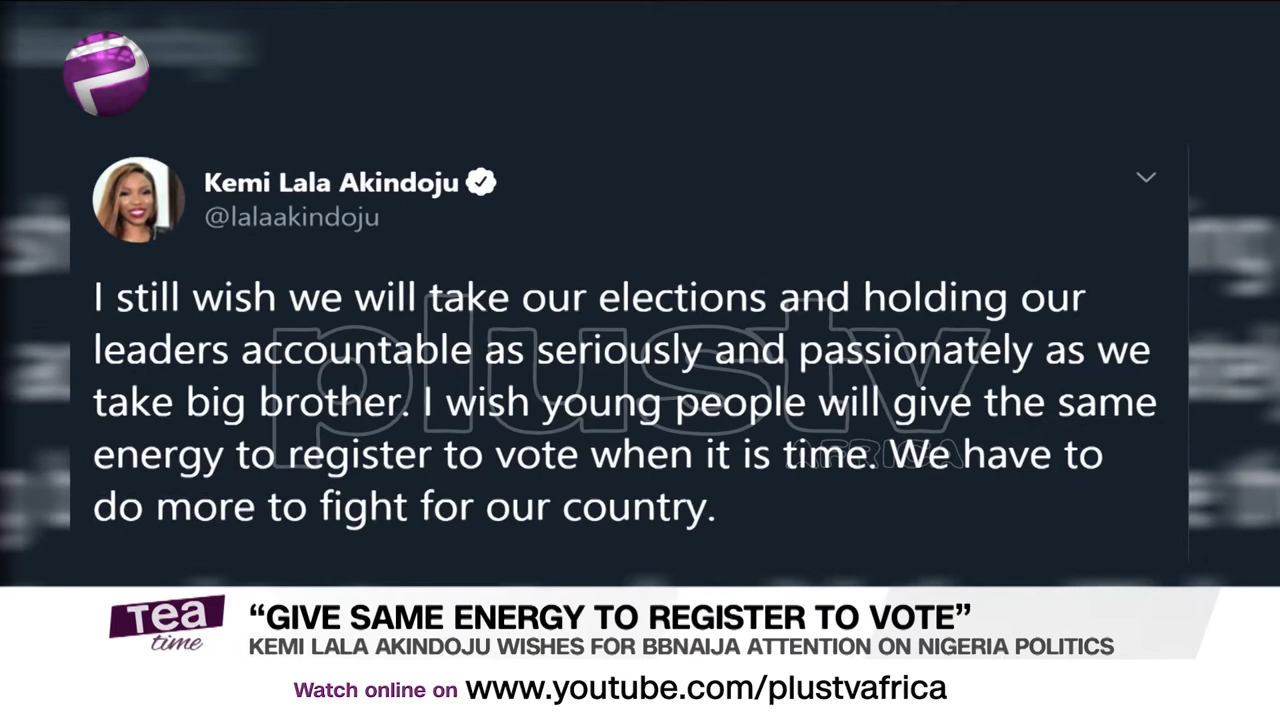 Kemi Lala Akindoju
@lalaakindoju
I still wish we will take our elections and holding our
leaders accountable as seriously and passionately as we
take big brother. I wish young people will give the same
energy to register to vote when it is time. We have to
do more to fight for our country.
plustv
AFRICA
Tea
time
“GIVE SAME ENERGY TO REGISTER TO VOTE”
KEMI LALA AKINDOJU WISHES FOR BBNAIJA ATTENTION ON NIGERIA POLITICS
Watch online on www.youtube.com/plustvafrica